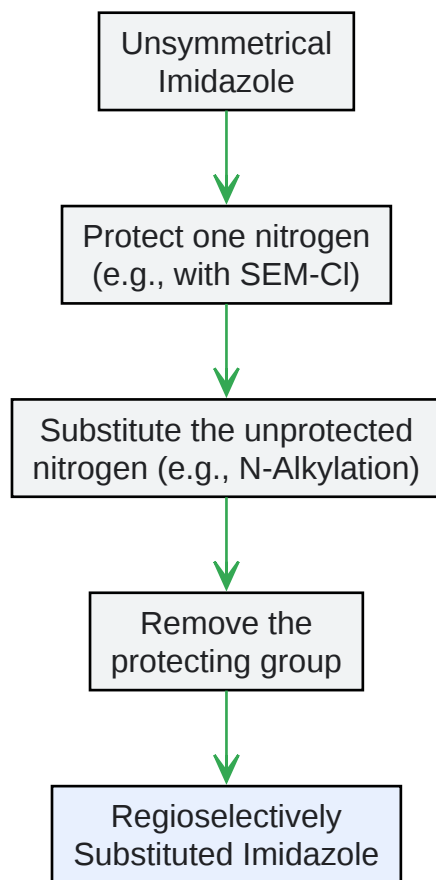 Unsymmetrical
Imidazole
Protect one nitrogen
(e.g., with SEM-Cl)
Substitute the unprotected
nitrogen (e.g., N-Alkylation)
Remove the
protecting group
Regioselectively
Substituted Imidazole